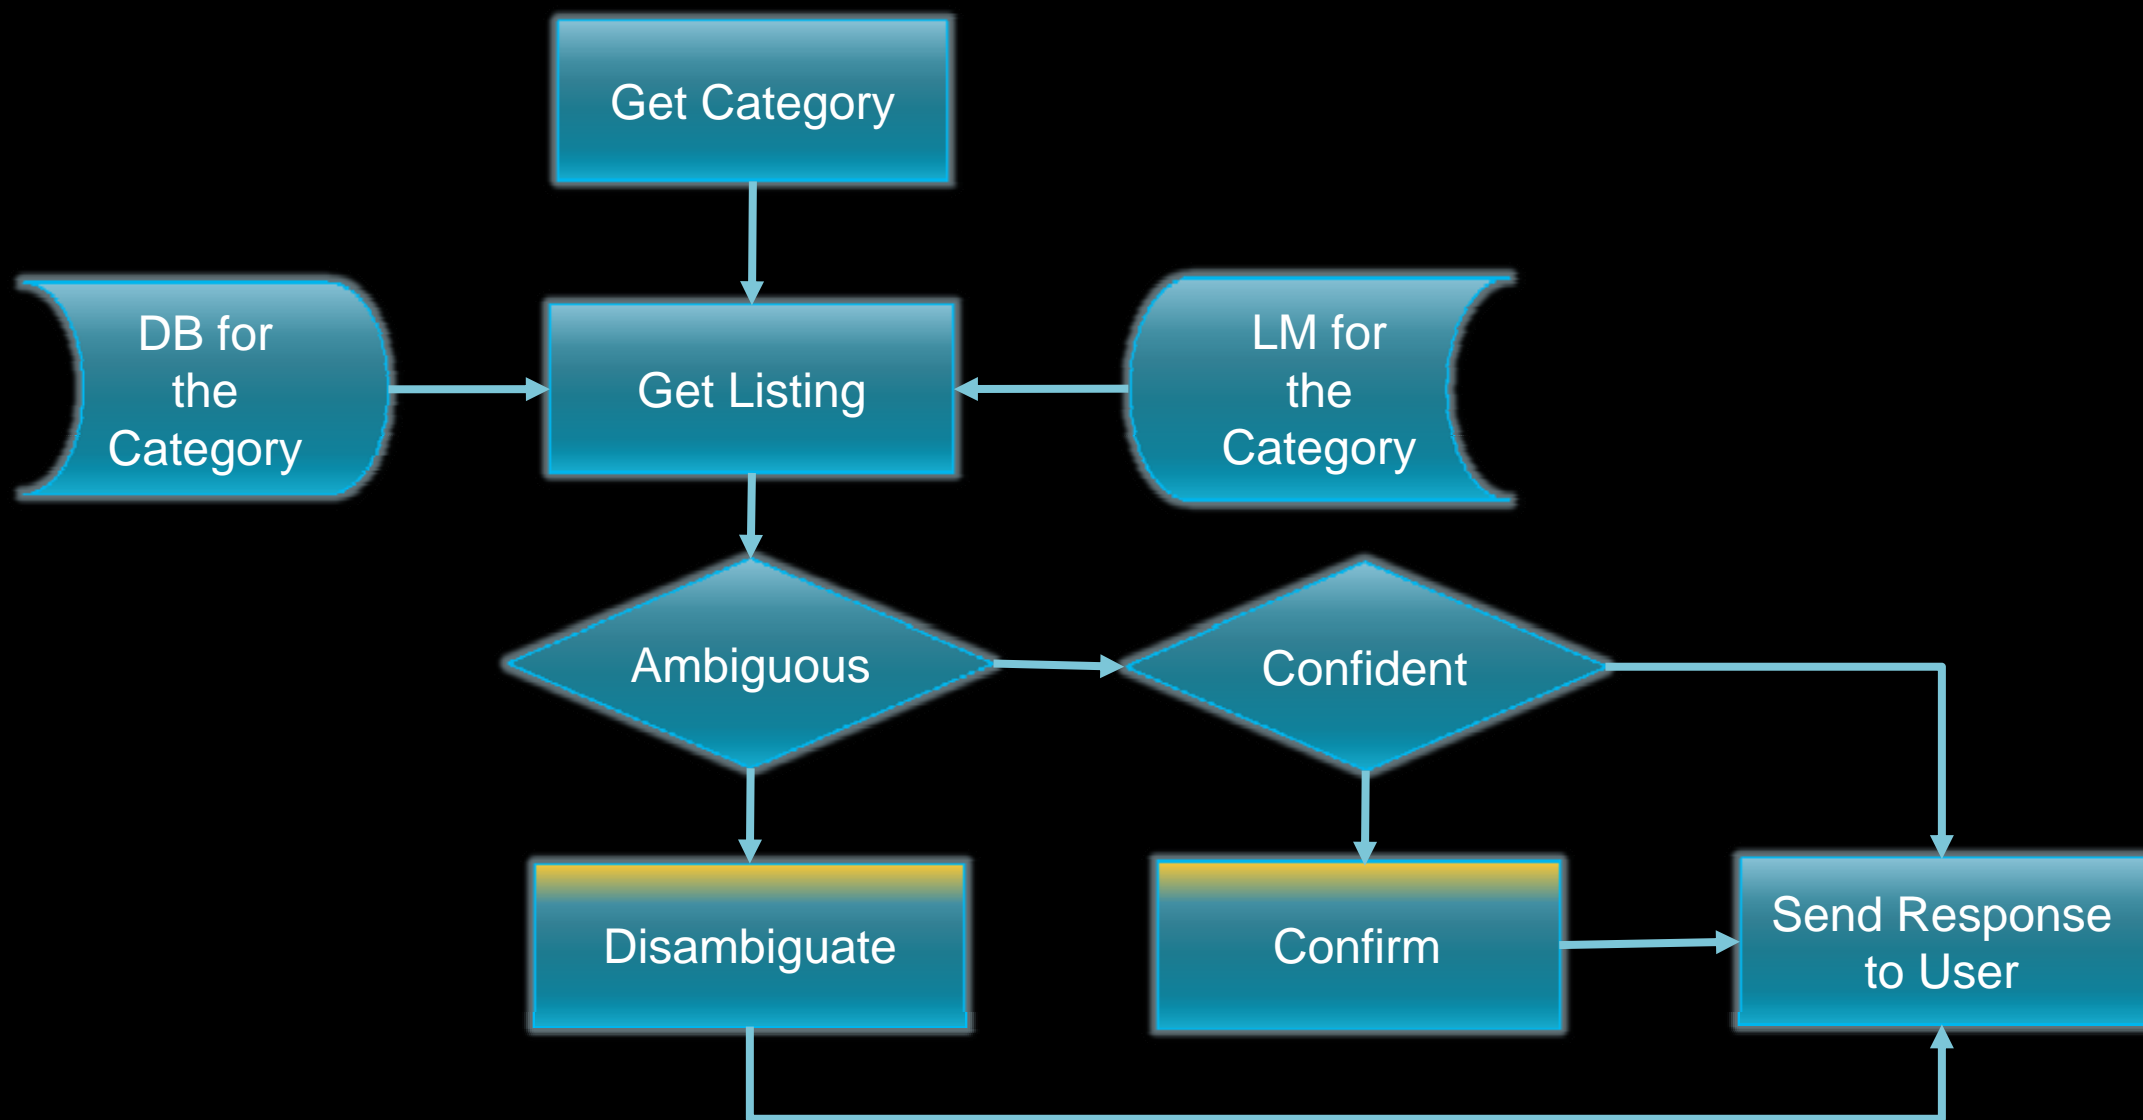 Get Category
DB for
the
Category
Get Listing
LM for
the
Category
Ambiguous
Confident
Disambiguate
Confirm
Send Response
to User